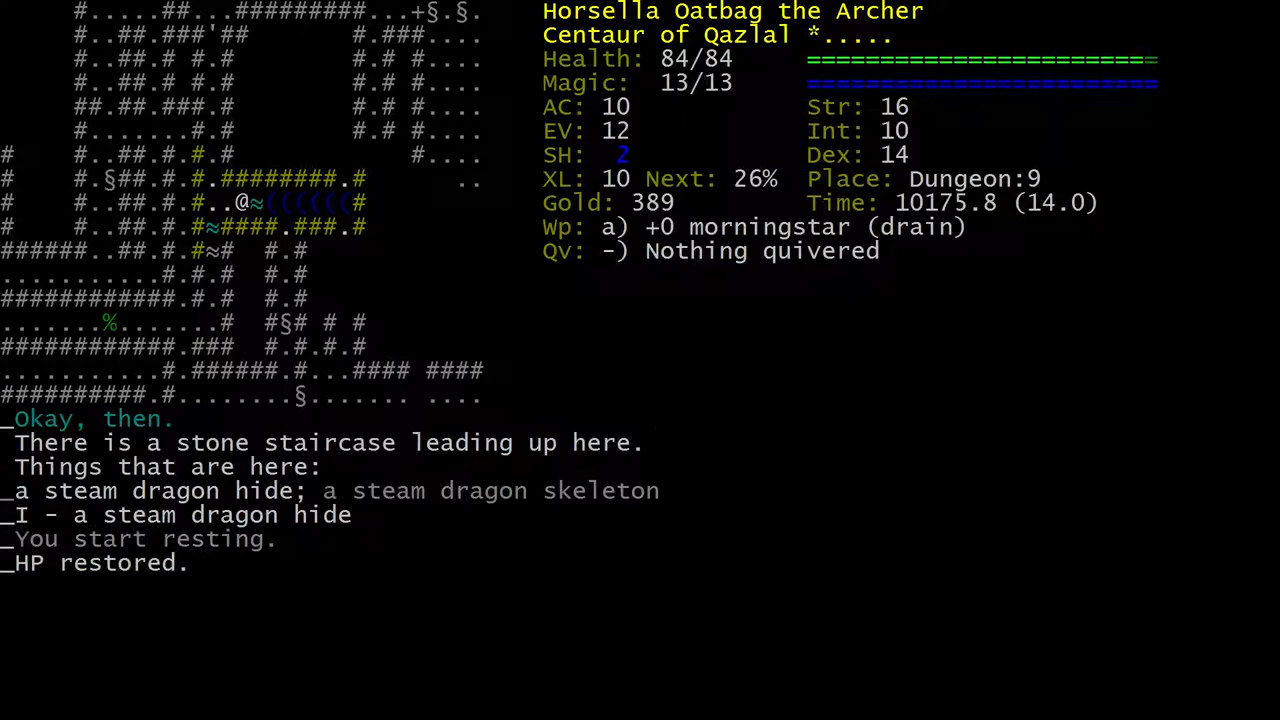 Horsella Oatbag the Archer
Centaur of Qazlal *.....
Health: 84/84
Magic: 13/13
AC: 10 Str: 16
EV: 12 Int: 10
SH: 2 Dex: 14
XL: 10 Next: 26% Place: Dungeon:9
Gold: 389 Time: 10175.8 (14.0)
Wp: a) +0 morningstar (drain)
Qv: -) Nothing quivered
_Okay, then.
There is a stone staircase leading up here.
Things that are here:
_a steam dragon hide; a steam dragon skeleton
_I - a steam dragon hide
_You start resting.
_HP restored.